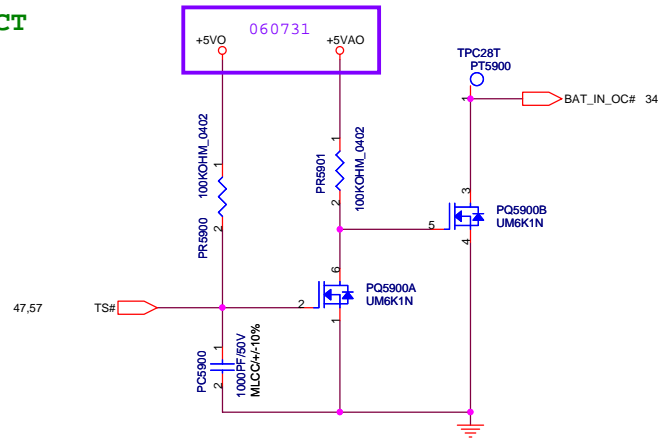 CT
060731
+5VO
+5VAO
TPC28T
PT5900
1
BAT_IN_OC# 34
1
100KOHM_0402
PR5900
2
1
PR5901
100KOHM_0402
2
3
5
PQ5900B
UM6K1N
4
6
PQ5900A
UM6K1N
2
1
47,57 TS#
1
PC5900
2
1000PF/50V
MLCC/+/-10%